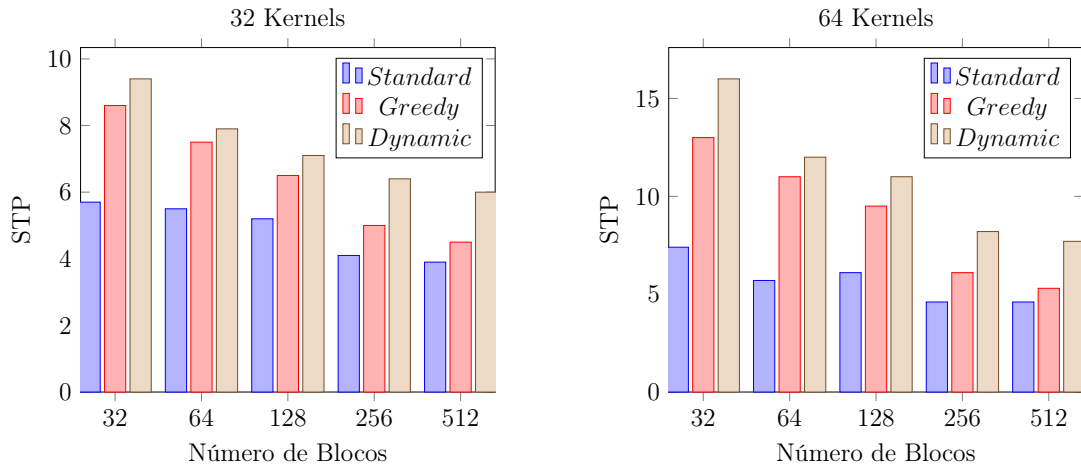 32 Kernels
10
8
6
4
2
0
STP
Standard
Greedy
Dynamic
32 64 128 256 512
Número de Blocos
64 Kernels
15
10
5
0
STP
Standard
Greedy
Dynamic
32 64 128 256 512
Número de Blocos